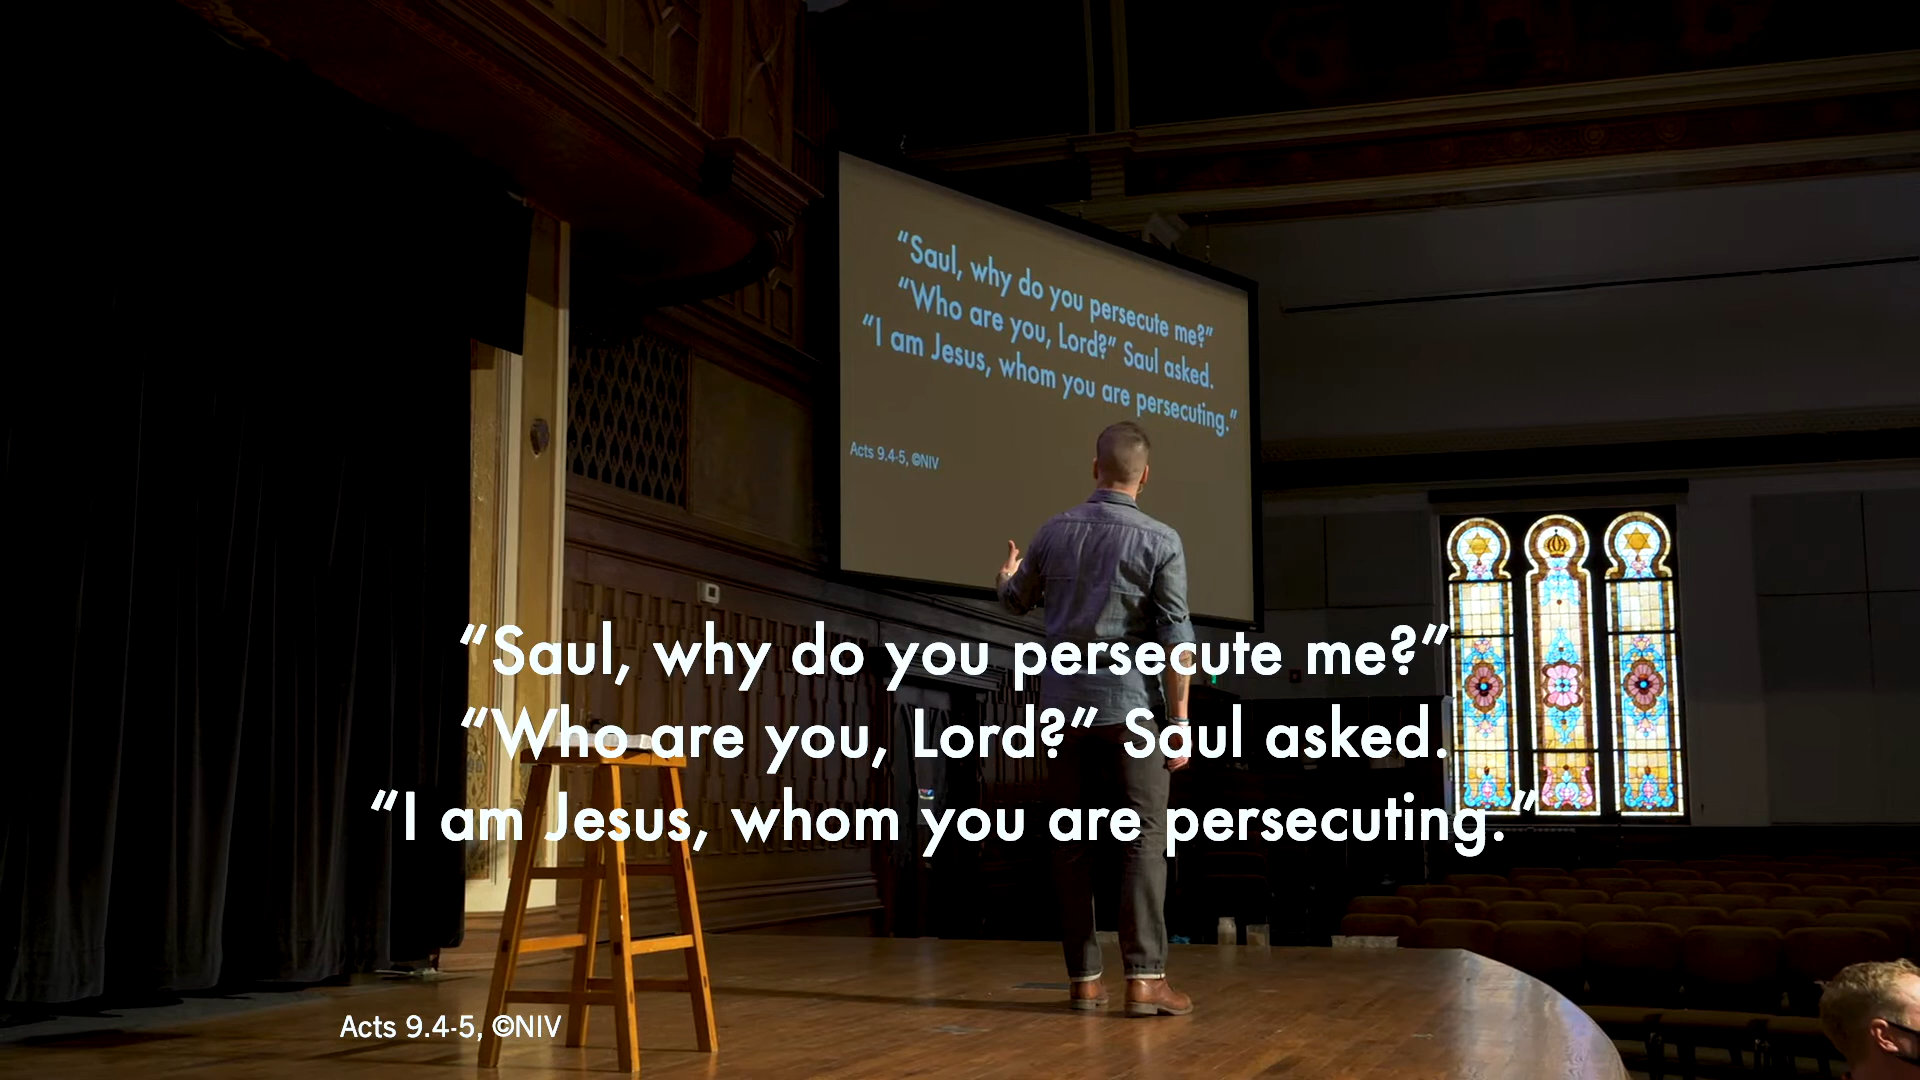 “Saul, why do you persecute me?”
“Who are you, Lord?” Saul asked.
“I am Jesus, whom you are persecuting.”
Acts 9.4-5, ©NIV
“Saul, why do you persecute me?”
“Who are you, Lord?” Saul asked.
“I am Jesus, whom you are persecuting.”
Acts 9.4-5, ©NIV